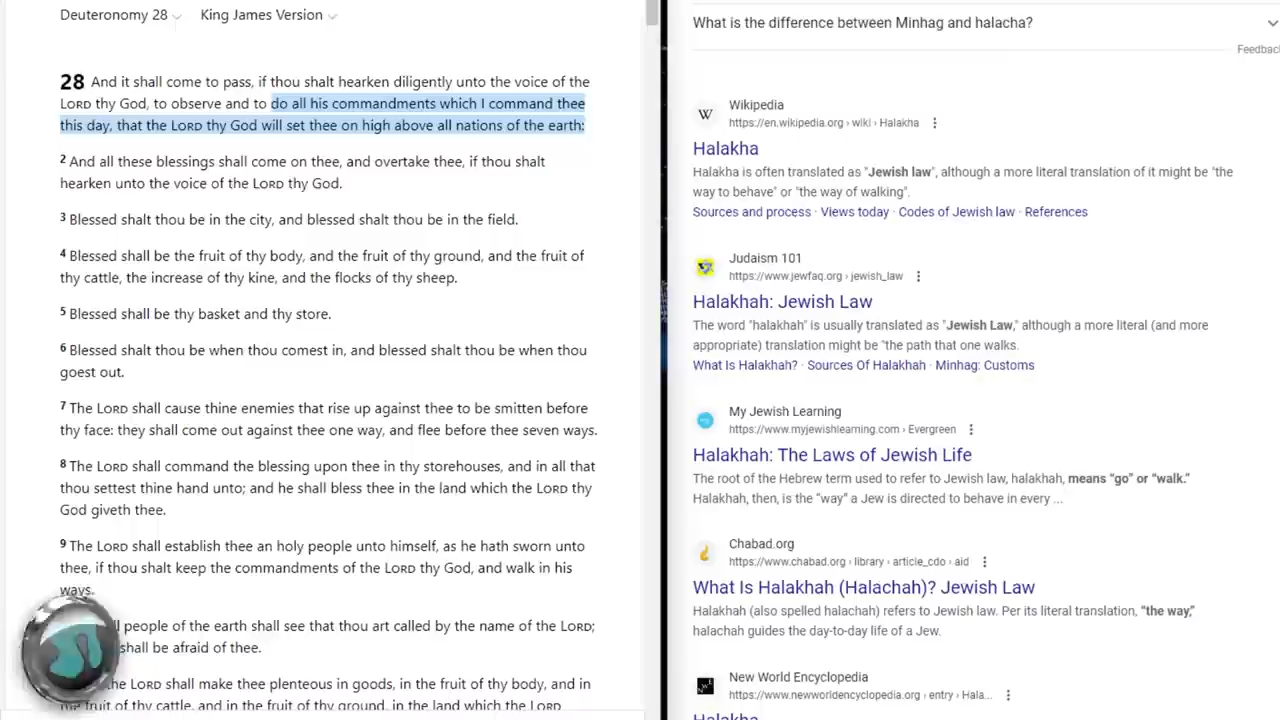 Deuteronomy 28
King James Version
28 And it shall come to pass, if thou shalt hearken diligently unto the voice of the
LORD thy God, to observe and to do all his commandments which I command thee
this day, that the LORD thy God will set thee on high above all nations of the earth:
2 And all these blessings shall come on thee, and overtake thee, if thou shalt
hearken unto the voice of the LORD thy God.
3 Blessed shalt thou be in the city, and blessed shalt thou be in the field.
4 Blessed shall be the fruit of thy body, and the fruit of thy ground, and the fruit of
thy cattle, the increase of thy kine, and the flocks of thy sheep.
5 Blessed shall be thy basket and thy store.
6 Blessed shalt thou be when thou comest in, and blessed shalt thou be when thou
goest out.
7 The LORD shall cause thine enemies that rise up against thee to be smitten before
thy face: they shall come out against thee one way, and flee before thee seven ways.
8 The LORD shall command the blessing upon thee in thy storehouses, and in all that
thou settest thine hand unto; and he shall bless thee in the land which the LORD thy
God giveth thee.
9 The LORD shall establish thee an holy people unto himself, as he hath sworn unto
thee, if thou shalt keep the commandments of the LORD thy God, and walk in his
ways.
people of the earth shall see that thou art called by the name of the LORD;
shall be afraid of thee.
the LORD shall make thee plenteous in goods, in the fruit of thy body, and in
the fruit of thy cattle, and in the fruit of thy ground, in the land which the LORD
What is the difference between Minhag and halacha?
Feedbac
Wikipedia
https://en.wikipedia.org › wiki › Halakha
Halakha
Halakha is often translated as "Jewish law", although a more literal translation of it might be "the
way to behave" or "the way of walking".
Sources and process · Views today · Codes of Jewish law · References
Judaism 101
https://www.jewfaq.org › jewish_law
Halakhah: Jewish Law
The word "halakhah" is usually translated as "Jewish Law," although a more literal (and more
appropriate) translation might be "the path that one walks.
What Is Halakhah? · Sources Of Halakhah · Minhag: Customs
My Jewish Learning
https://www.myjewishlearning.com › Evergreen
Halakhah: The Laws of Jewish Life
The root of the Hebrew term used to refer to Jewish law, halakhah, means “go” or “walk.”
Halakhah, then, is the “way” a Jew is directed to behave in every ...
Chabad.org
https://www.chabad.org › library › article_cdo › aid
What Is Halakhah (Halachah)? Jewish Law
Halakhah (also spelled halachah) refers to Jewish law. Per its literal translation, “the way,”
halachah guides the day-to-day life of a Jew.
New World Encyclopedia
https://www.newworldencyclopedia.org › entry › Hala...
Halakha